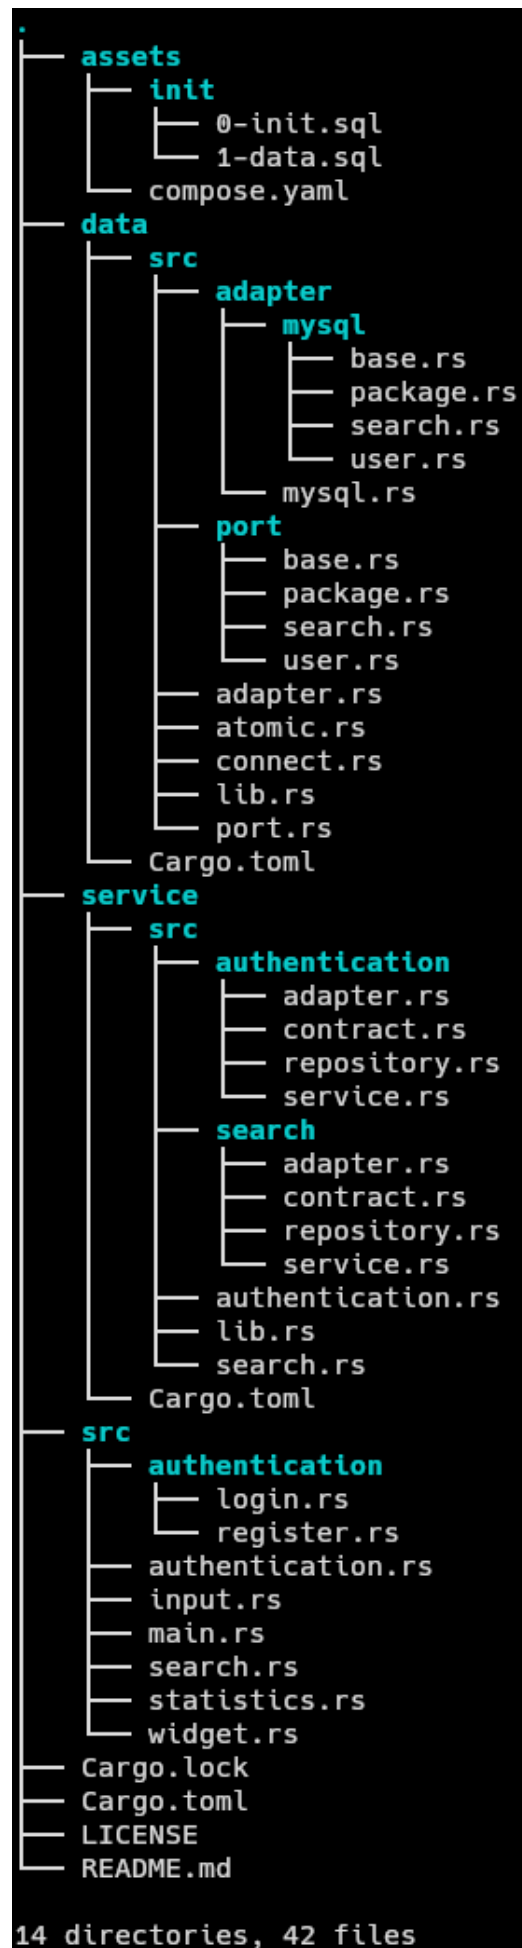 .
├── assets
│   ├── init
│   │   ├── 0-init.sql
│   │   └── 1-data.sql
│   └── compose.yaml
├── data
│   ├── src
│   │   ├── adapter
│   │   │   ├── mysql
│   │   │   │   ├── base.rs
│   │   │   │   ├── package.rs
│   │   │   │   ├── search.rs
│   │   │   │   └── user.rs
│   │   │   └── mysql.rs
│   │   ├── port
│   │   │   ├── base.rs
│   │   │   ├── package.rs
│   │   │   ├── search.rs
│   │   │   └── user.rs
│   │   ├── adapter.rs
│   │   ├── atomic.rs
│   │   ├── connect.rs
│   │   ├── lib.rs
│   │   └── port.rs
│   └── Cargo.toml
├── service
│   ├── src
│   │   ├── authentication
│   │   │   ├── adapter.rs
│   │   │   ├── contract.rs
│   │   │   ├── repository.rs
│   │   │   └── service.rs
│   │   ├── search
│   │   │   ├── adapter.rs
│   │   │   ├── contract.rs
│   │   │   ├── repository.rs
│   │   │   └── service.rs
│   │   ├── authentication.rs
│   │   ├── lib.rs
│   │   └── search.rs
│   └── Cargo.toml
├── src
│   ├── authentication
│   │   ├── login.rs
│   │   └── register.rs
│   ├── authentication.rs
│   ├── input.rs
│   ├── main.rs
│   ├── search.rs
│   ├── statistics.rs
│   └── widget.rs
├── Cargo.lock
├── Cargo.toml
├── LICENSE
└── README.md
14 directories, 42 files